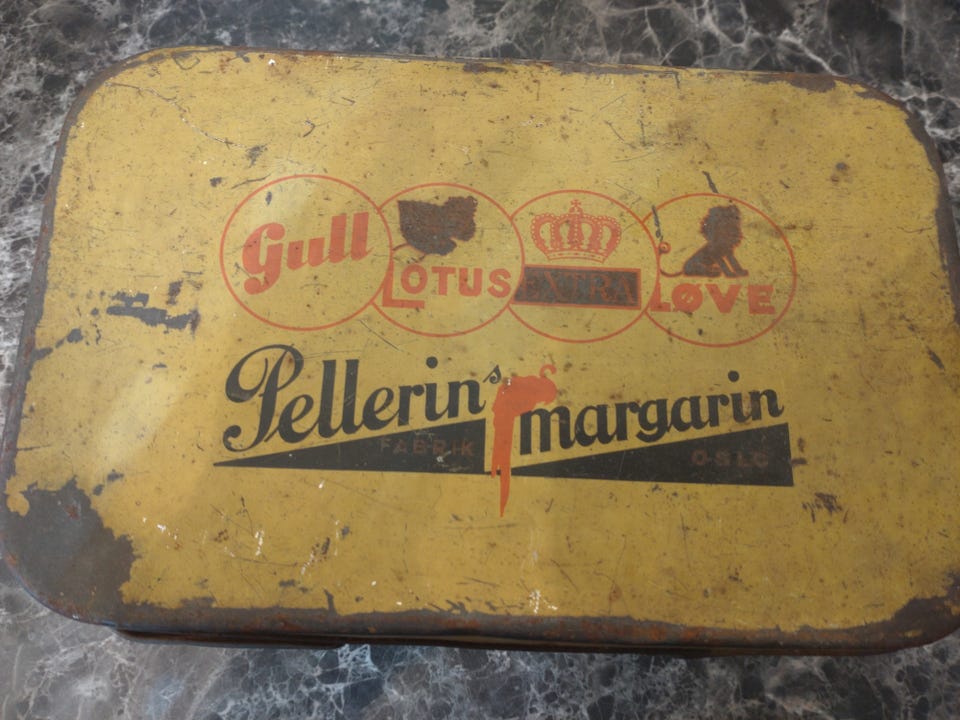 Gull LOTUS EXTRA LØVE
Pellerin's margarin
FABRIK OSLO